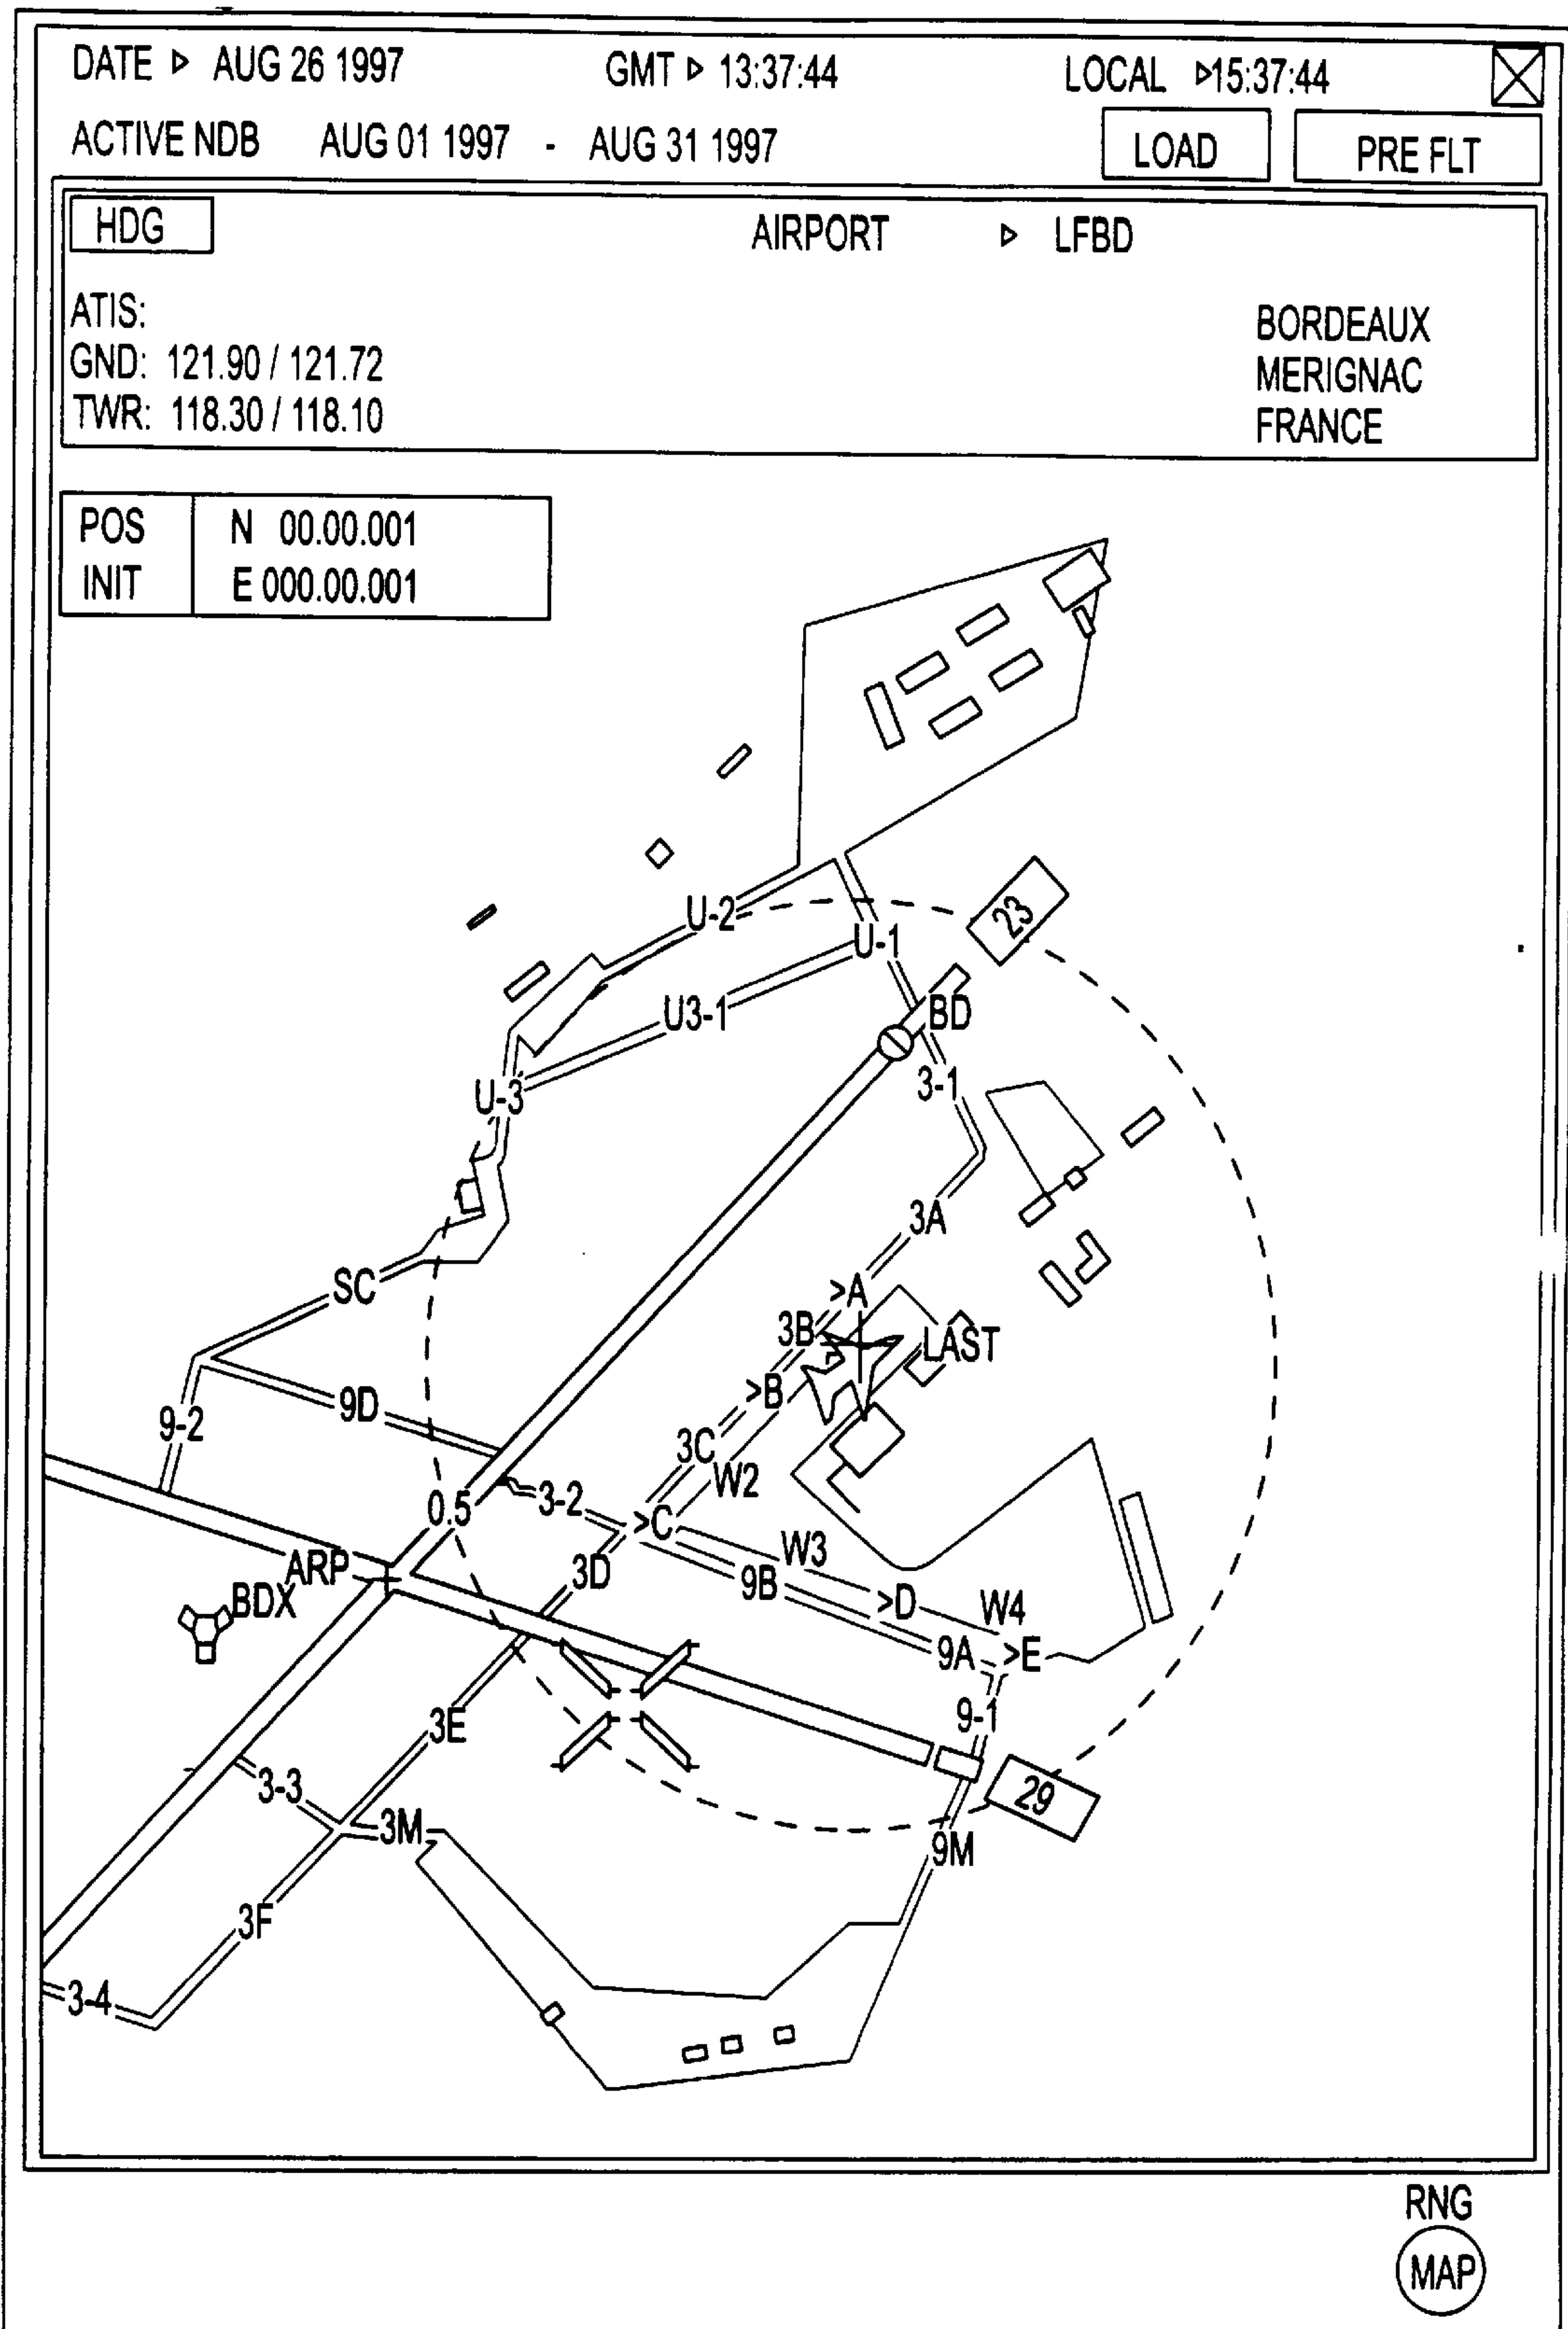 DATE ▹ AUG 26 1997 GMT ▹ 13:37:44 LOCAL ▹15:37:44
ACTIVE NDB AUG 01 1997 - AUG 31 1997 LOAD PRE FLT
HDG AIRPORT ▹ LFBD
ATIS:
GND: 121.90 / 121.72
TWR: 118.30 / 118.10
BORDEAUX
MERIGNAC
FRANCE
POS N 00.00.001
INIT E 000.00.001
U-2
23
U-1
U3-1
BD
U-3
3-1
3A
SC
>A
3B
LAST
9D
>B
9-2
3C
W2
0.5
3-2
>C
ARP
3D
W3
9B
BDX
>D
W4
9A
>E
3E
9-1
3-3
29
3M
9M
3F
3-4
RNG
MAP